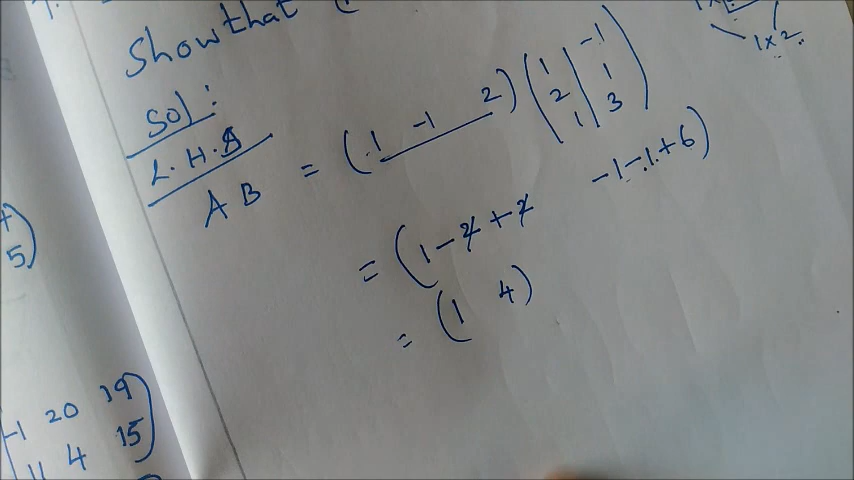 Show that (
Sol:
L.H.S
AB = (1 -1 2) (1 -1
2 1
1 3)
= (1-2+2 -1-1+6)
= (1 4)
1x2
5)
-1 20 19
11 4 15